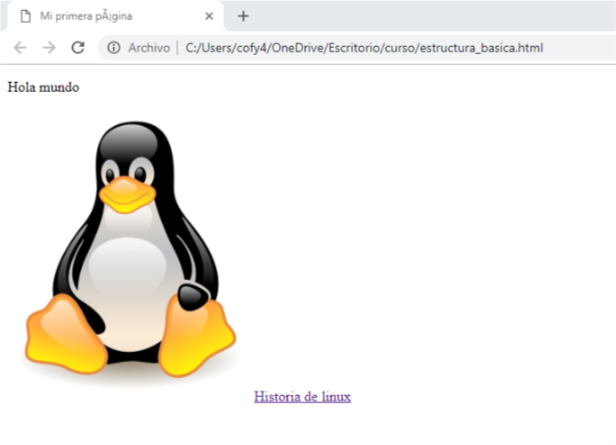 Mi primera pÃ¡gina
Archivo | C:/Users/cofy4/OneDrive/Escritorio/curso/estructura_basica.html
Hola mundo
Historia de linux